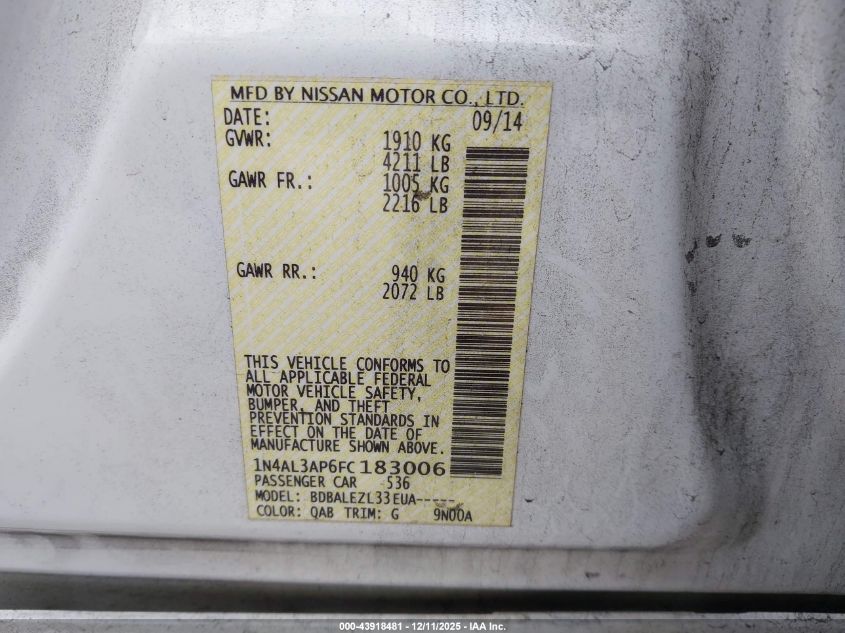 MFD BY NISSAN MOTOR CO., LTD.
DATE: 09/14
GVWR: 1910 KG
4211 LB
GAWR FR.: 1005 KG
2216 LB
GAWR RR.: 940 KG
2072 LB
THIS VEHICLE CONFORMS TO
ALL APPLICABLE FEDERAL
MOTOR VEHICLE SAFETY,
BUMPER, AND THEFT
PREVENTION STANDARDS IN
EFFECT ON THE DATE OF
MANUFACTURE SHOWN ABOVE.
1N4AL3AP6FC 183006
PASSENGER CAR 536
MODEL: BDBALEZL33EUA-----
COLOR: QAB TRIM: G 9N00A
000-43918481 - 12/11/2025 - IAA Inc.